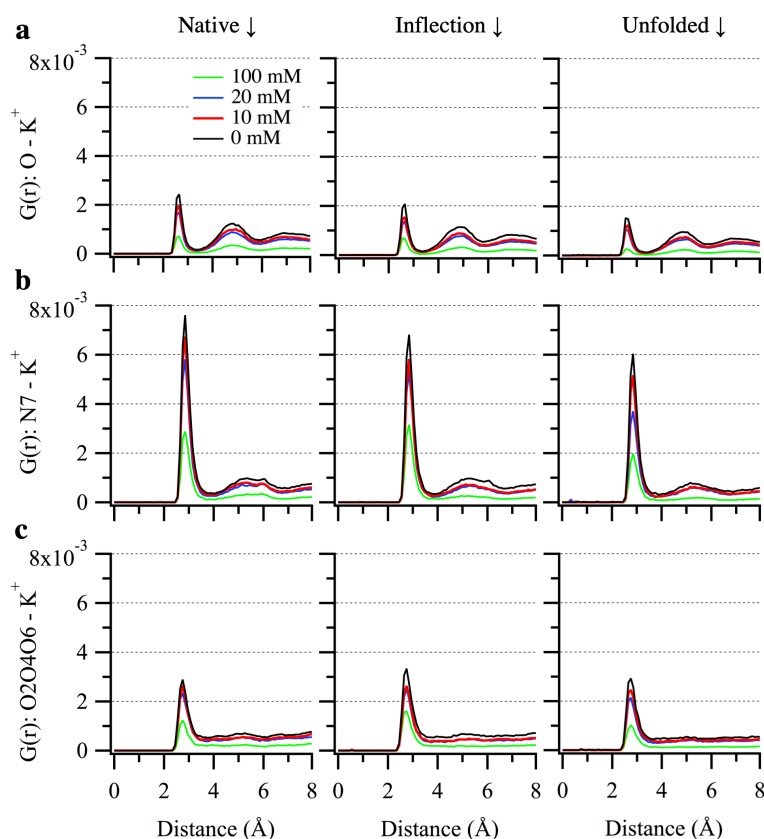 Native ↓ Inflection ↓ Unfolded ↓
a
8x10-3
6
4
2
0
G(r): O - K+
100 mM
20 mM
10 mM
0 mM
b
8x10-3
6
4
2
0
G(r): N7 - K+
c
8x10-3
6
4
2
0
G(r): O2O4O6 - K+
0 2 4 6 8 0 2 4 6 8 0 2 4 6 8
Distance (Å) Distance (Å) Distance (Å)